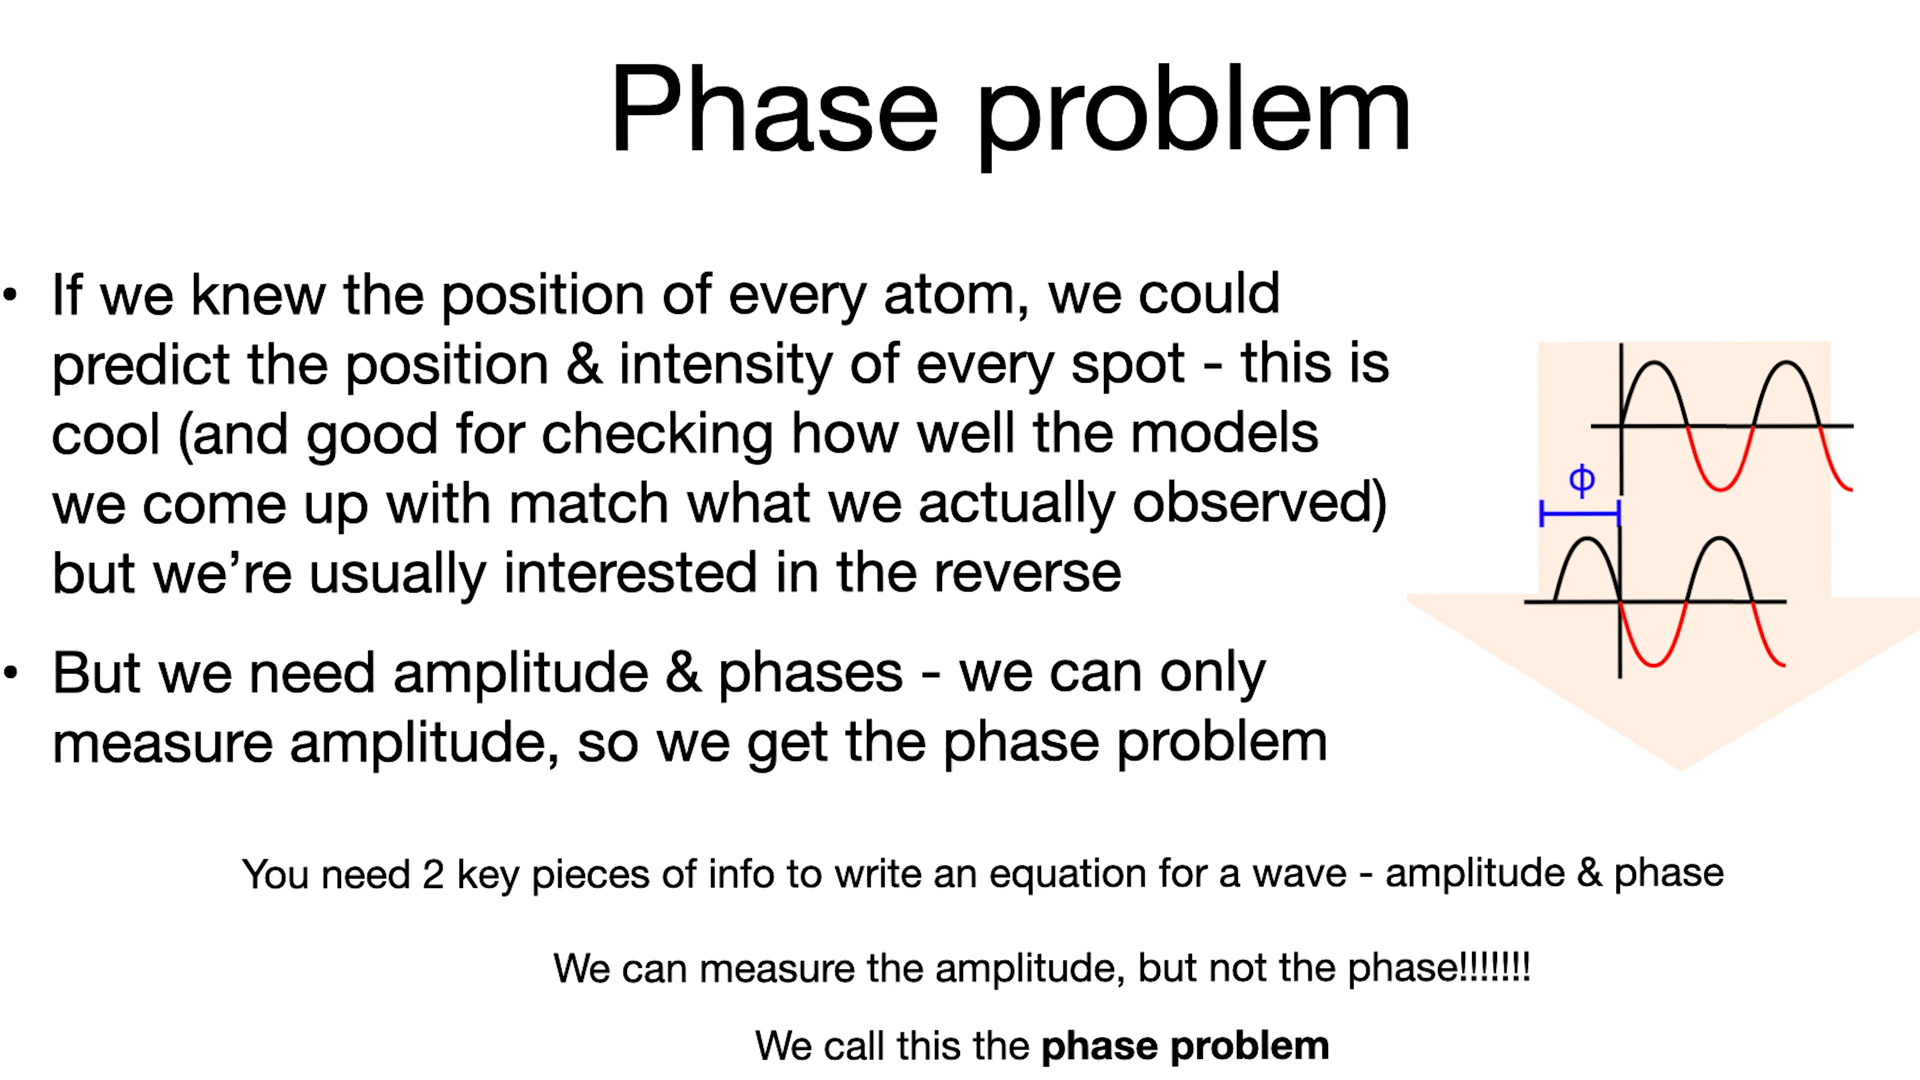 Phase problem
• If we knew the position of every atom, we could
predict the position & intensity of every spot - this is
cool (and good for checking how well the models
we come up with match what we actually observed)
but we’re usually interested in the reverse
ϕ
• But we need amplitude & phases - we can only
measure amplitude, so we get the phase problem
You need 2 key pieces of info to write an equation for a wave - amplitude & phase
We can measure the amplitude, but not the phase!!!!!!!
We call this the phase problem